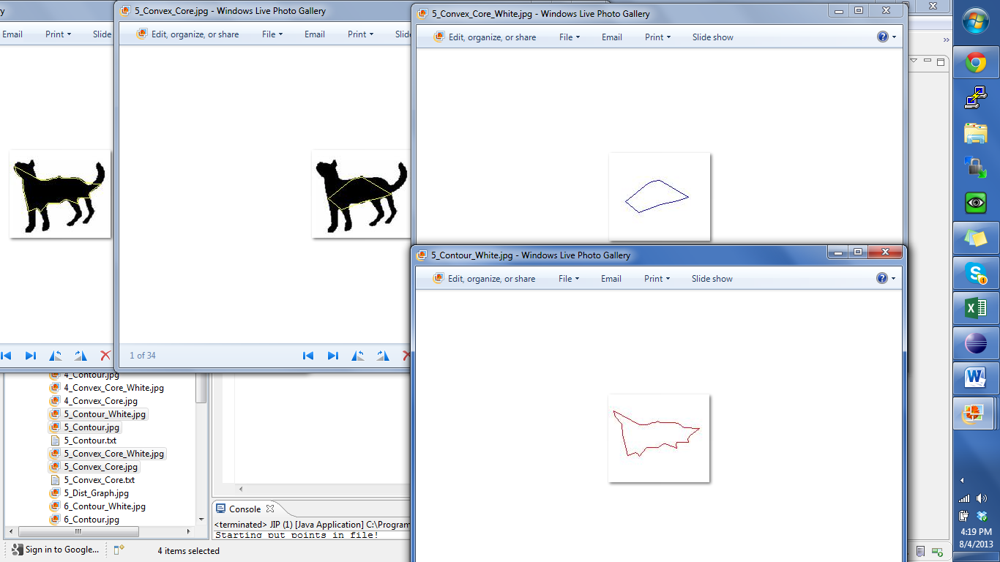 y
Email Print Slide
5_Convex_Core.jpg - Windows Live Photo Gallery
Edit, organize, or share File Email Print
1 of 34
5_Convex_Core_White.jpg - Windows Live Photo Gallery
Edit, organize, or share File Email Print Slide show
5_Contour_White.jpg - Windows Live Photo Gallery
Edit, organize, or share File Email Print Slide show
4_Contour.jpg
4_Convex_Core_White.jpg
4_Convex_Core.jpg
5_Contour_White.jpg
5_Contour.jpg
5_Contour.txt
5_Convex_Core_White.jpg
5_Convex_Core.jpg
5_Convex_Core.txt
5_Dist_Graph.jpg
6_Contour_White.jpg
6_Contour.jpg
Console
<terminated> JIP (1) [Java Application] C:\Program
Starting put points in file!
Sign in to Google...
4 items selected
4:19 PM
8/4/2013